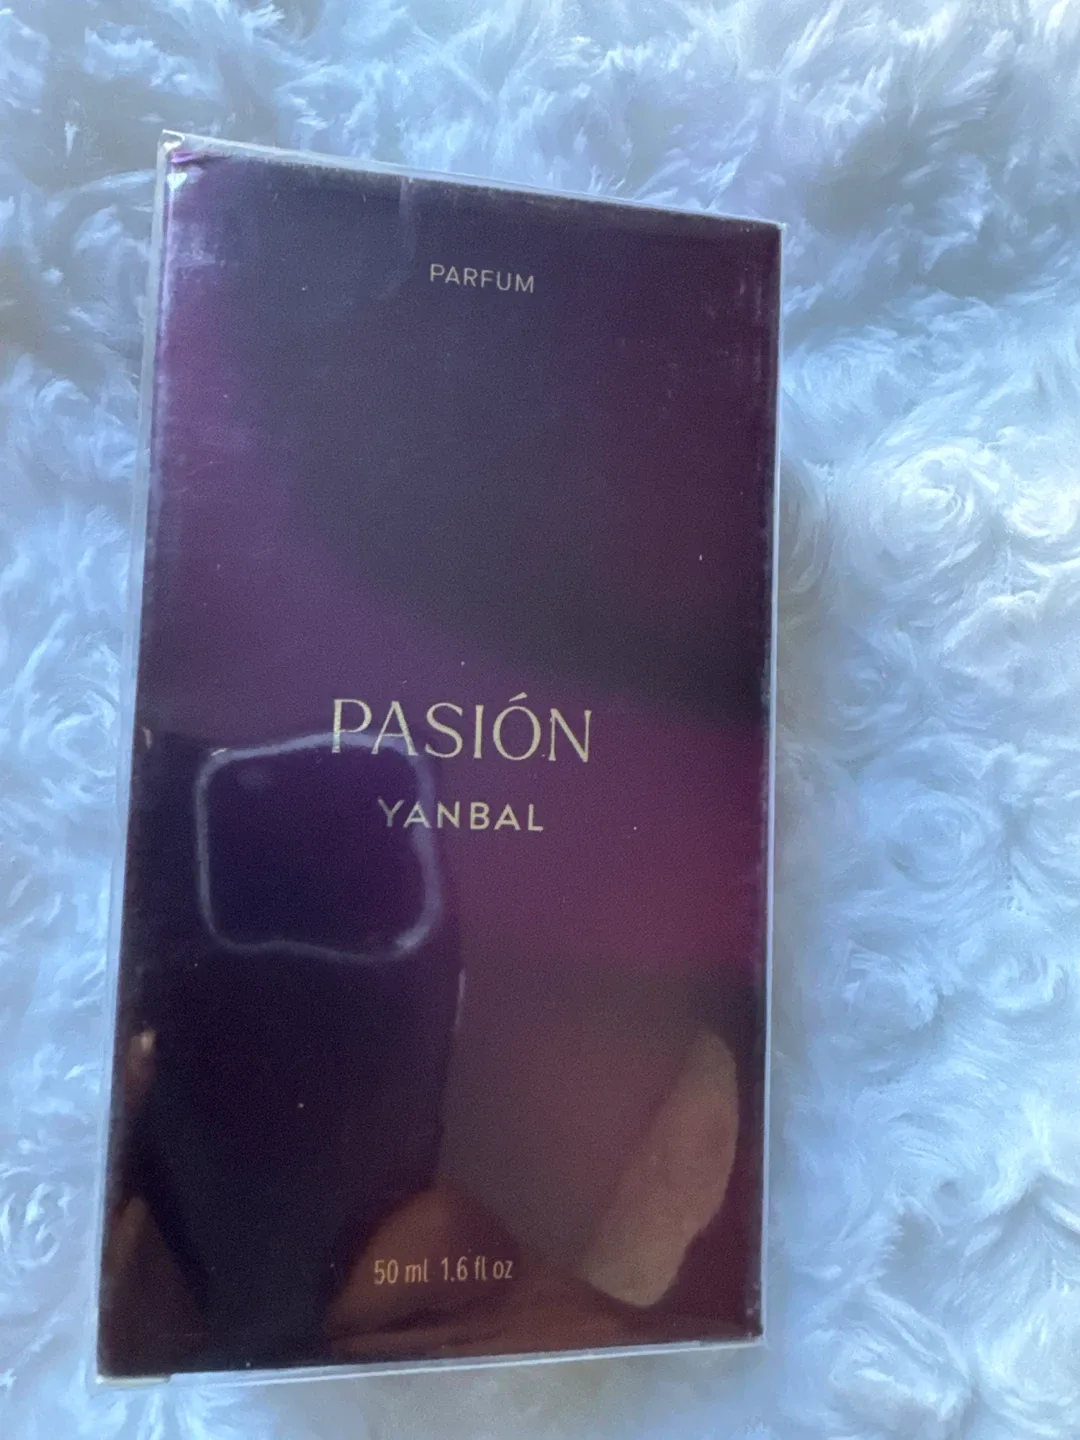 PARFUM
PASIÓN
YANBAL
50 ml 1.6 fl oz